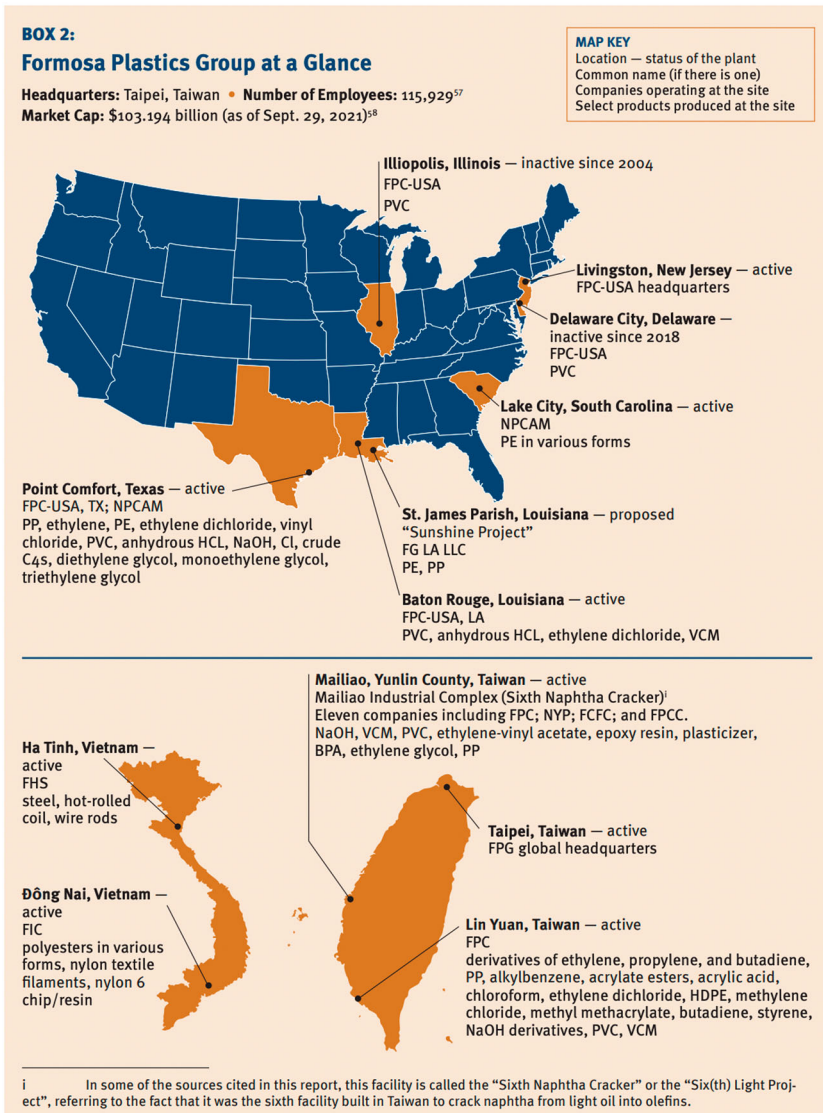 BOX 2:
Formosa Plastics Group at a Glance
Headquarters: Taipei, Taiwan • Number of Employees: 115,929⁵⁷
Market Cap: $103.194 billion (as of Sept. 29, 2021)⁵⁸
MAP KEY
Location — status of the plant
Common name (if there is one)
Companies operating at the site
Select products produced at the site
Illiopolis, Illinois — inactive since 2004
FPC-USA
PVC
Livingston, New Jersey — active
FPC-USA headquarters
Delaware City, Delaware —
inactive since 2018
FPC-USA
PVC
Lake City, South Carolina — active
NPCAM
PE in various forms
Point Comfort, Texas — active
FPC-USA, TX; NPCAM
PP, ethylene, PE, ethylene dichloride, vinyl
chloride, PVC, anhydrous HCL, NaOH, Cl, crude
C4s, diethylene glycol, monoethylene glycol,
triethylene glycol
St. James Parish, Louisiana — proposed
“Sunshine Project”
FG LA LLC
PE, PP
Baton Rouge, Louisiana — active
FPC-USA, LA
PVC, anhydrous HCL, ethylene dichloride, VCM
Mailiao, Yunlin County, Taiwan — active
Mailiao Industrial Complex (Sixth Naphtha Cracker)ⁱ
Eleven companies including FPC; NYP; FCFC; and FPCC.
NaOH, VCM, PVC, ethylene-vinyl acetate, epoxy resin, plasticizer,
BPA, ethylene glycol, PP
Ha Tinh, Vietnam —
active
FHS
steel, hot-rolled
coil, wire rods
Taipei, Taiwan — active
FPG global headquarters
Đông Nai, Vietnam —
active
FIC
polyesters in various
forms, nylon textile
filaments, nylon 6
chip/resin
Lin Yuan, Taiwan — active
FPC
derivatives of ethylene, propylene, and butadiene,
PP, alkylbenzene, acrylate esters, acrylic acid,
chloroform, ethylene dichloride, HDPE, methylene
chloride, methyl methacrylate, butadiene, styrene,
NaOH derivatives, PVC, VCM
i In some of the sources cited in this report, this facility is called the “Sixth Naphtha Cracker” or the “Six(th) Light Proj-
ect”, referring to the fact that it was the sixth facility built in Taiwan to crack naphtha from light oil into olefins.